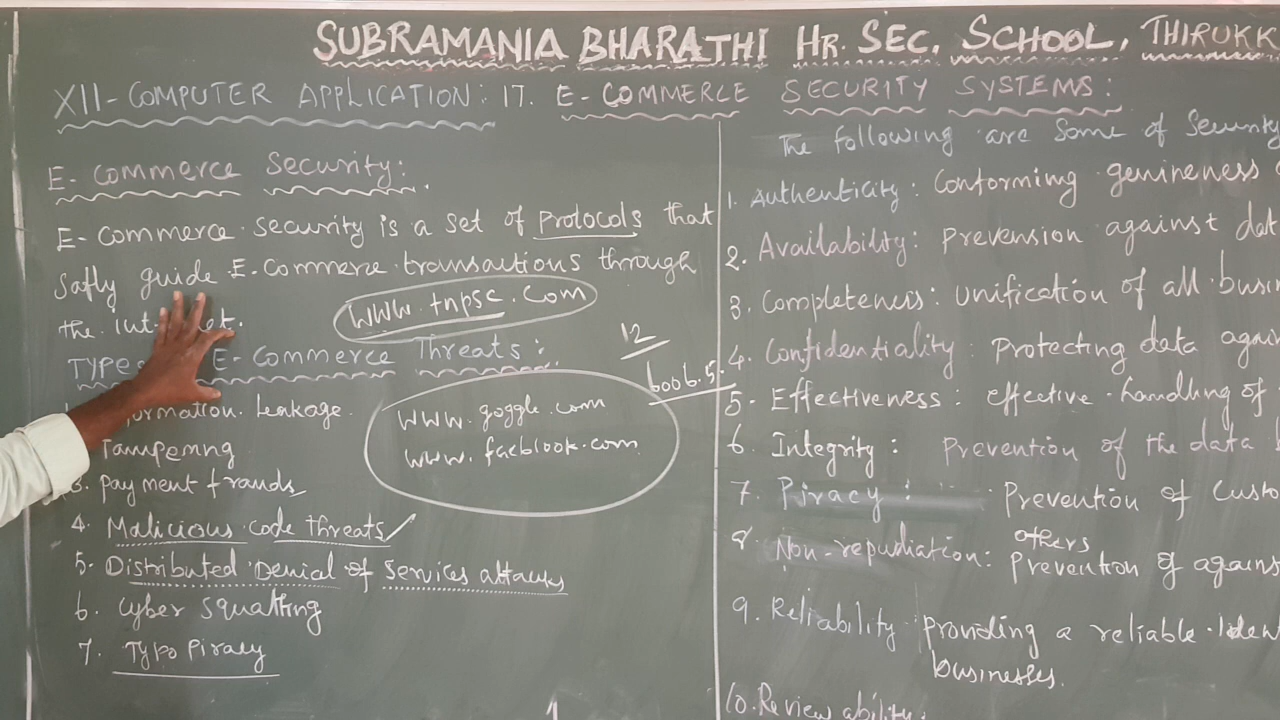 SUBRAMANIA BHARATHI HR. SEC. SCHOOL, THIRUKK
XII - COMPUTER APPLICATION: 17. E-COMMERCE SECURITY SYSTEMS:
E-Commerce Security:
E-Commerce security is a set of protocols that
safly guide E-Commerce transactions through
the
www.tnpsc.com
TYPES E-Commerce Threats:
12
600 6.5.
Leakage.
www.goggle.com
www.facblook.com
Tampering
3. Payment frauds
4. Malicious code threats
5. Distributed Denial of Services attacks
6. Cyber Squatting
7. Typo Piracy
The following are some of Security
1. Authenticity: Conforming genuineness
2. Availability: Prevension against dat
3. Completeness: Unification of all busin
4. Confidentiality: Protecting data again
5. Effectiveness: effective handling of
6. Integrity: Prevention of the data
7. Piracy: Prevention of Custo
others
8. Non-repudiation: Prevention of agains
9. Reliability: Providing a reliable iden
businesses.
10. Review ability: